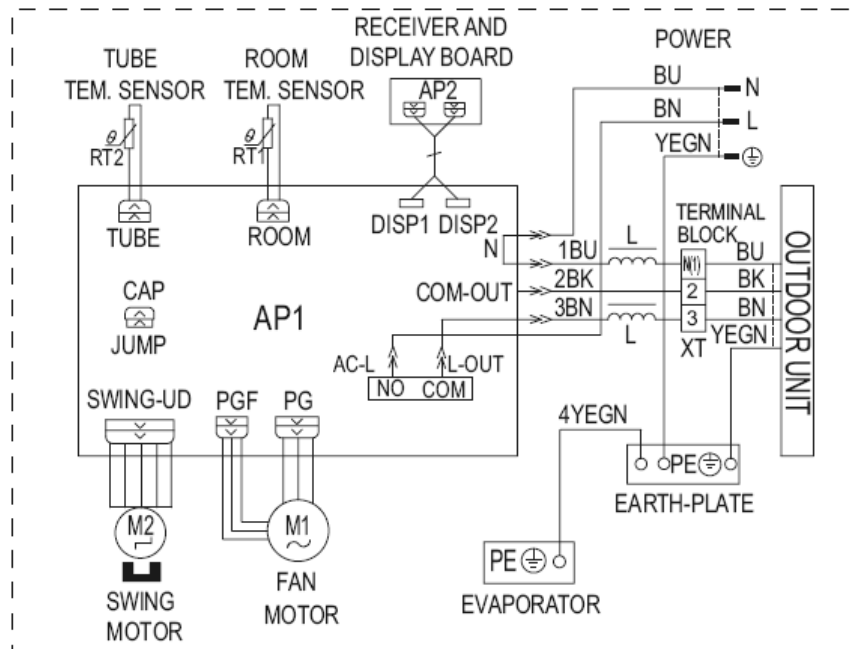 RECEIVER AND
DISPLAY BOARD
AP2
POWER
TUBE
TEM. SENSOR
ROOM
TEM. SENSOR
θ
RT2
θ
RT1
BU
N
BN
L
YEGN
TUBE
ROOM
DISP1 DISP2
N
1BU
L
TERMINAL
BLOCK
N(1)
BU
COM-OUT
2BK
2
BK
3BN
L
3
BN
XT
YEGN
OUTDOOR UNIT
CAP
JUMP
AP1
AC-L
L-OUT
NO COM
SWING-UD
PGF
PG
4YEGN
PE
EARTH-PLATE
M2
M1
SWING
MOTOR
FAN
MOTOR
PE
EVAPORATOR